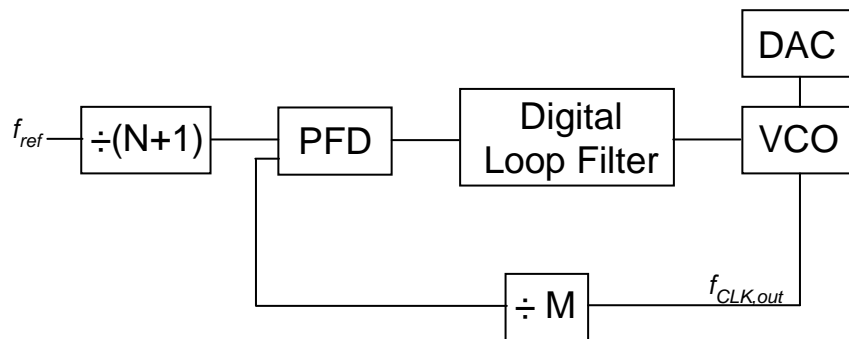 DAC
f_ref
÷(N+1)
PFD
Digital
Loop Filter
VCO
f_CLK,out
÷ M